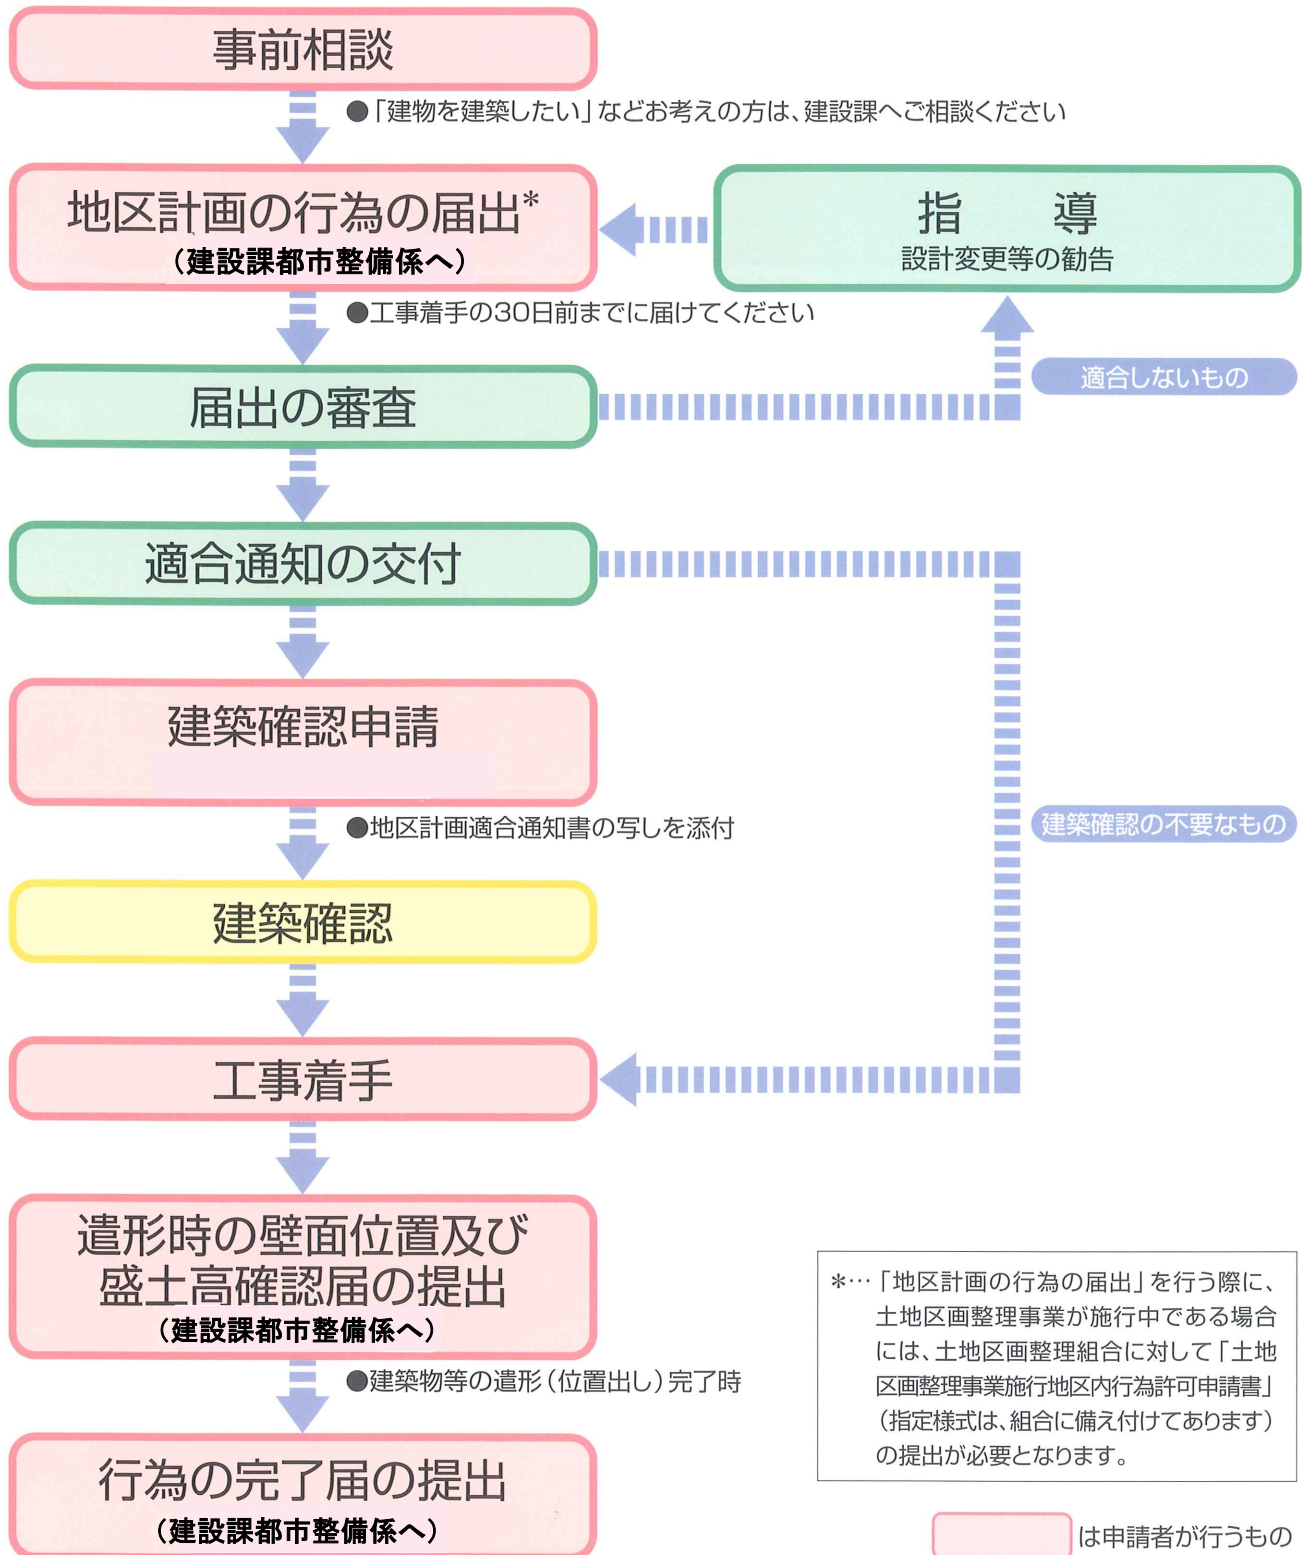 事前相談
●「建物を建築したい」などお考えの方は、建設課へご相談ください
地区計画の行為の届出*
(建設課都市整備係へ)
指　導
設計変更等の勧告
●工事着手の30日前までに届けてください
適合しないもの
届出の審査
適合通知の交付
建築確認申請
●地区計画適合通知書の写しを添付
建築確認の不要なもの
建築確認
工事着手
遣形時の壁面位置及び
盛土高確認届の提出
(建設課都市整備係へ)
●建築物等の遣形(位置出し)完了時
行為の完了届の提出
(建設課都市整備係へ)
*…「地区計画の行為の届出」を行う際に、
土地区画整理事業が施行中である場合
には、土地区画整理組合に対して「土地
区画整理事業施行地区内行為許可申請書」
(指定様式は、組合に備え付けてあります)
の提出が必要となります。
は申請者が行うもの